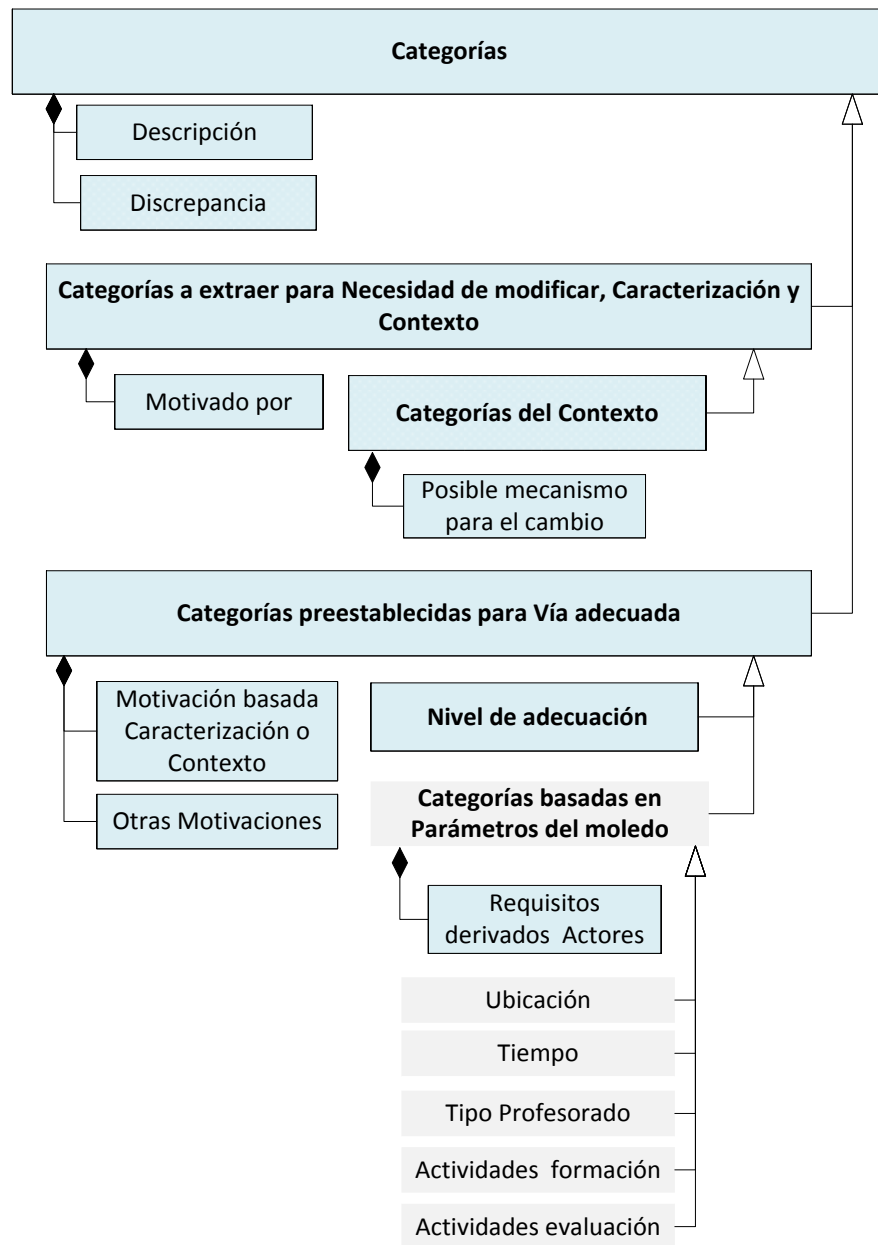 Categorías
Descripción
Discrepancia
Categorías a extraer para Necesidad de modificar, Caracterización y
Contexto
Motivado por
Categorías del Contexto
Posible mecanismo
para el cambio
Categorías preestablecidas para Vía adecuada
Motivación basada
Caracterización o
Contexto
Nivel de adecuación
Otras Motivaciones
Categorías basadas en
Parámetros del moledo
Requisitos
derivados Actores
Ubicación
Tiempo
Tipo Profesorado
Actividades formación
Actividades evaluación